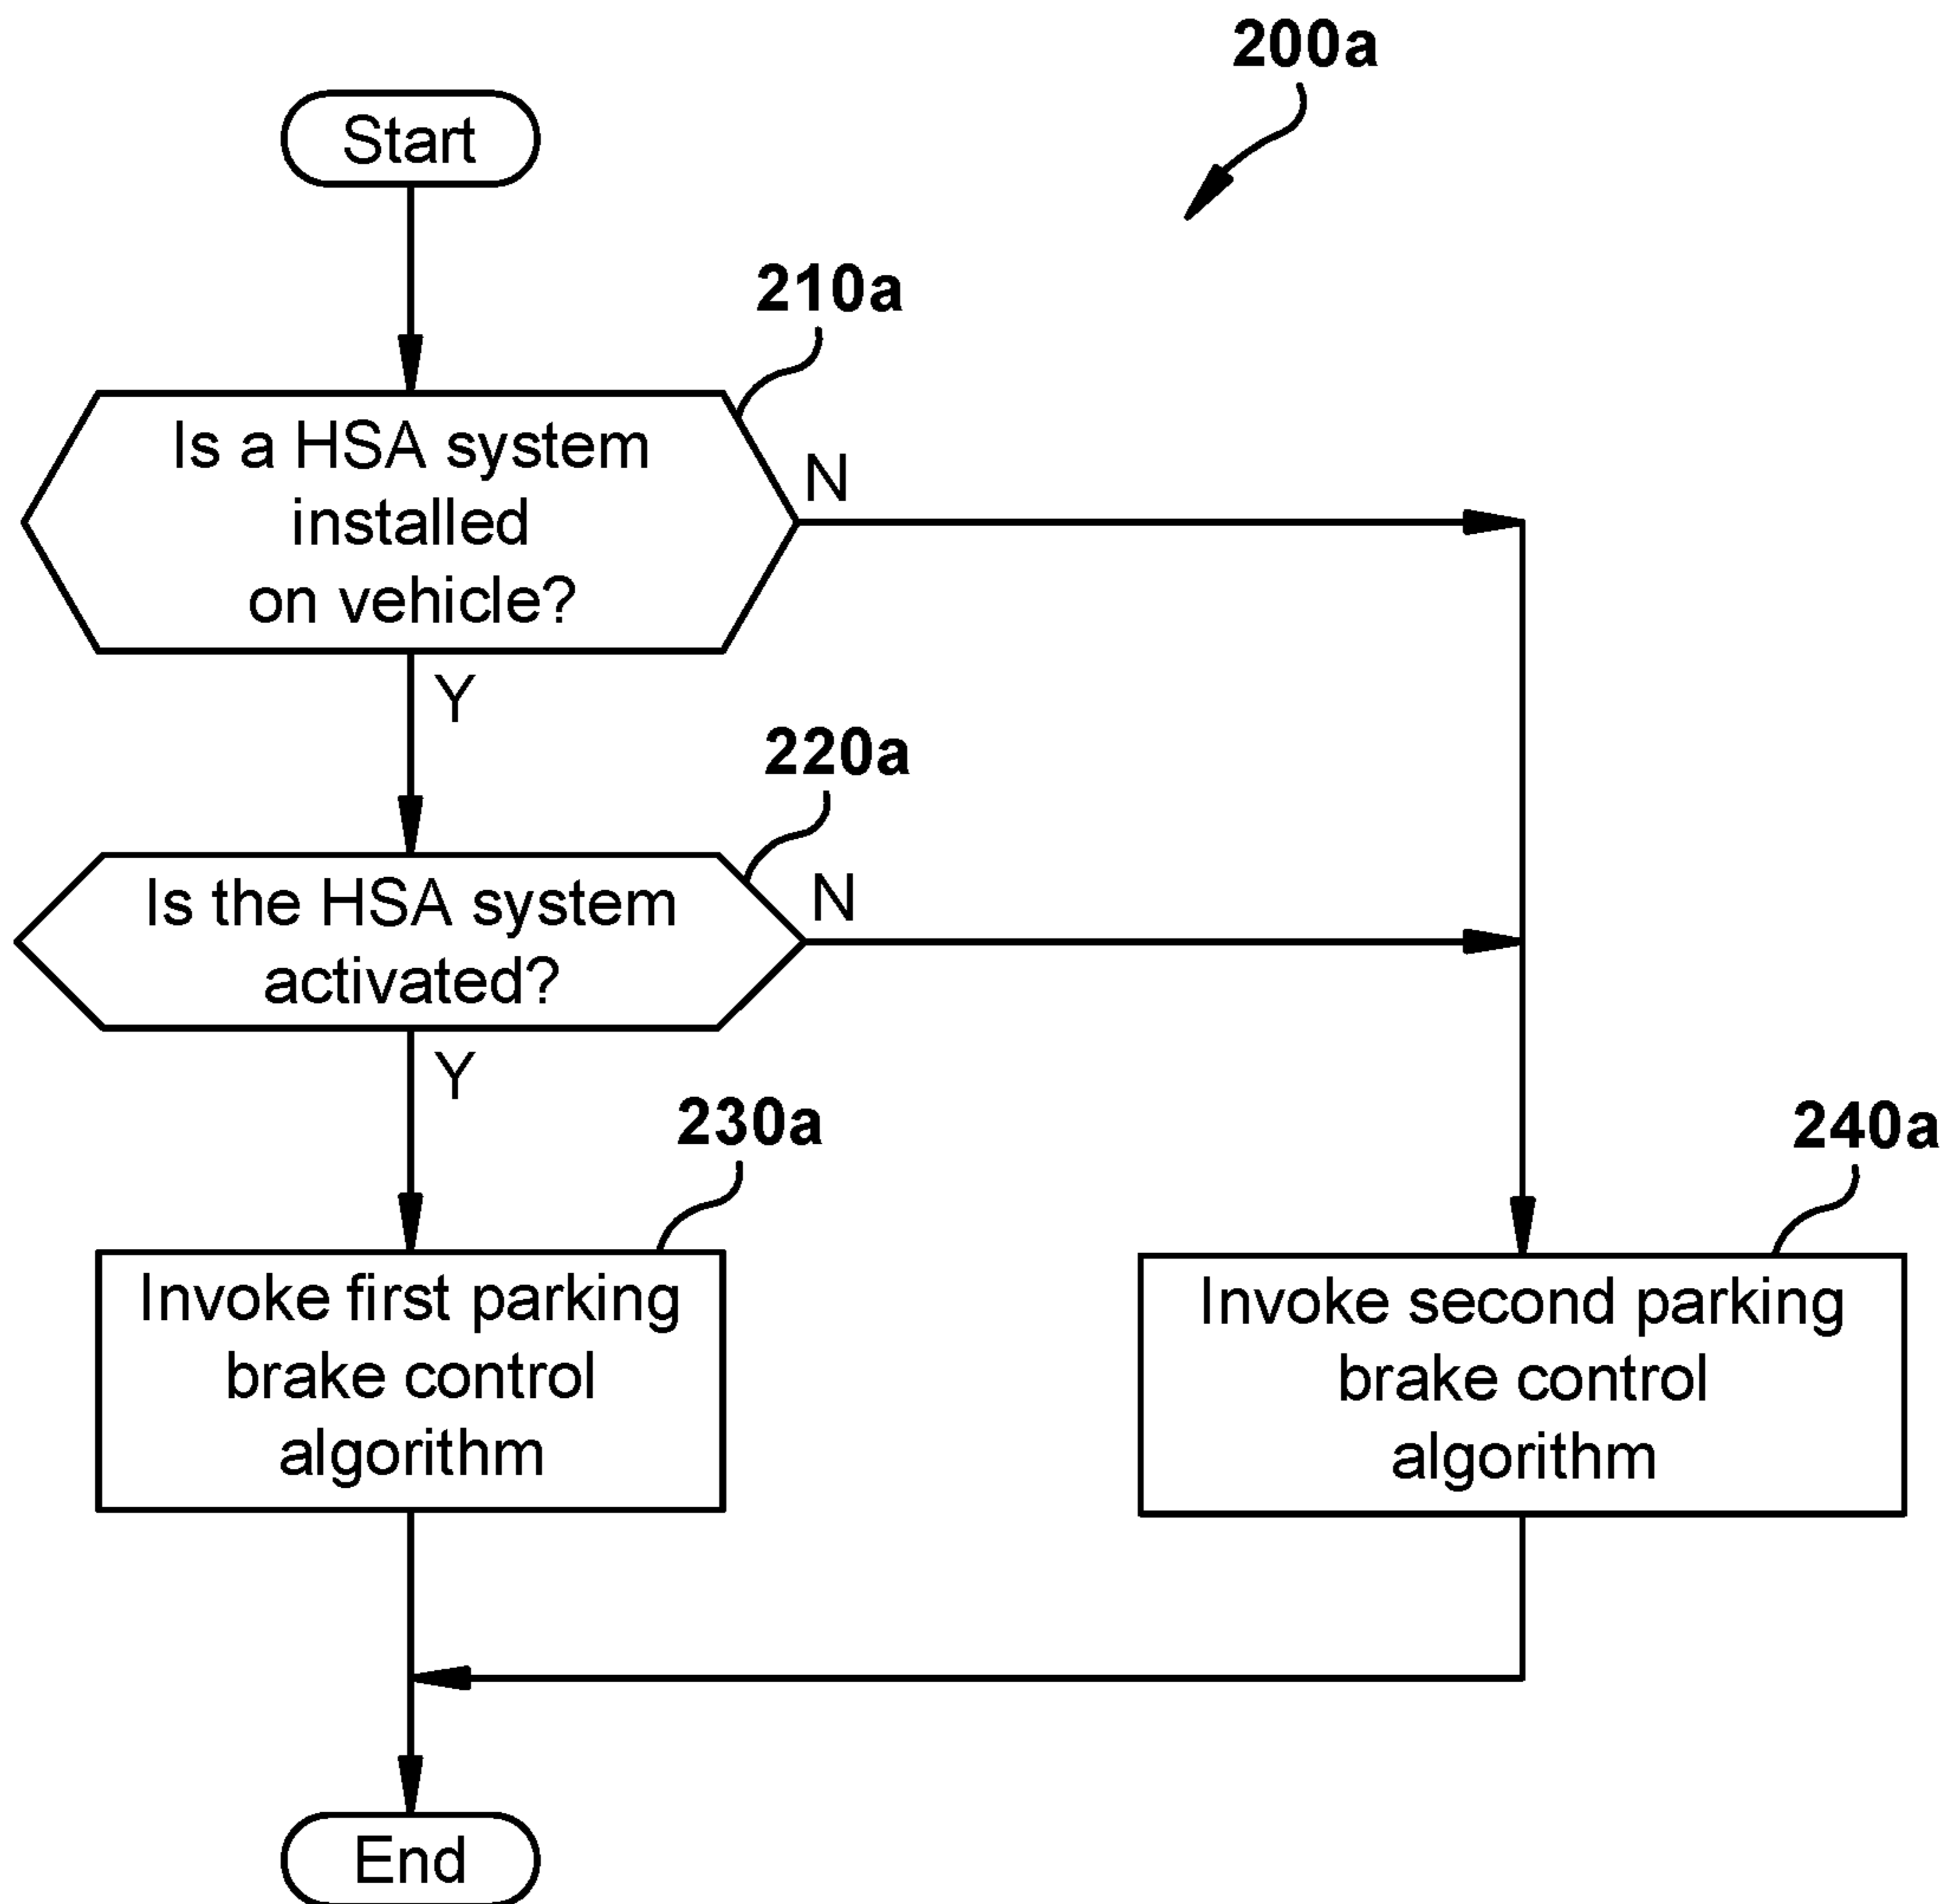 200a
Start
210a
Is a HSA system
installed
on vehicle?
N
Y
220a
Is the HSA system
activated?
N
Y
230a
Invoke first parking
brake control
algorithm
240a
Invoke second parking
brake control
algorithm
End